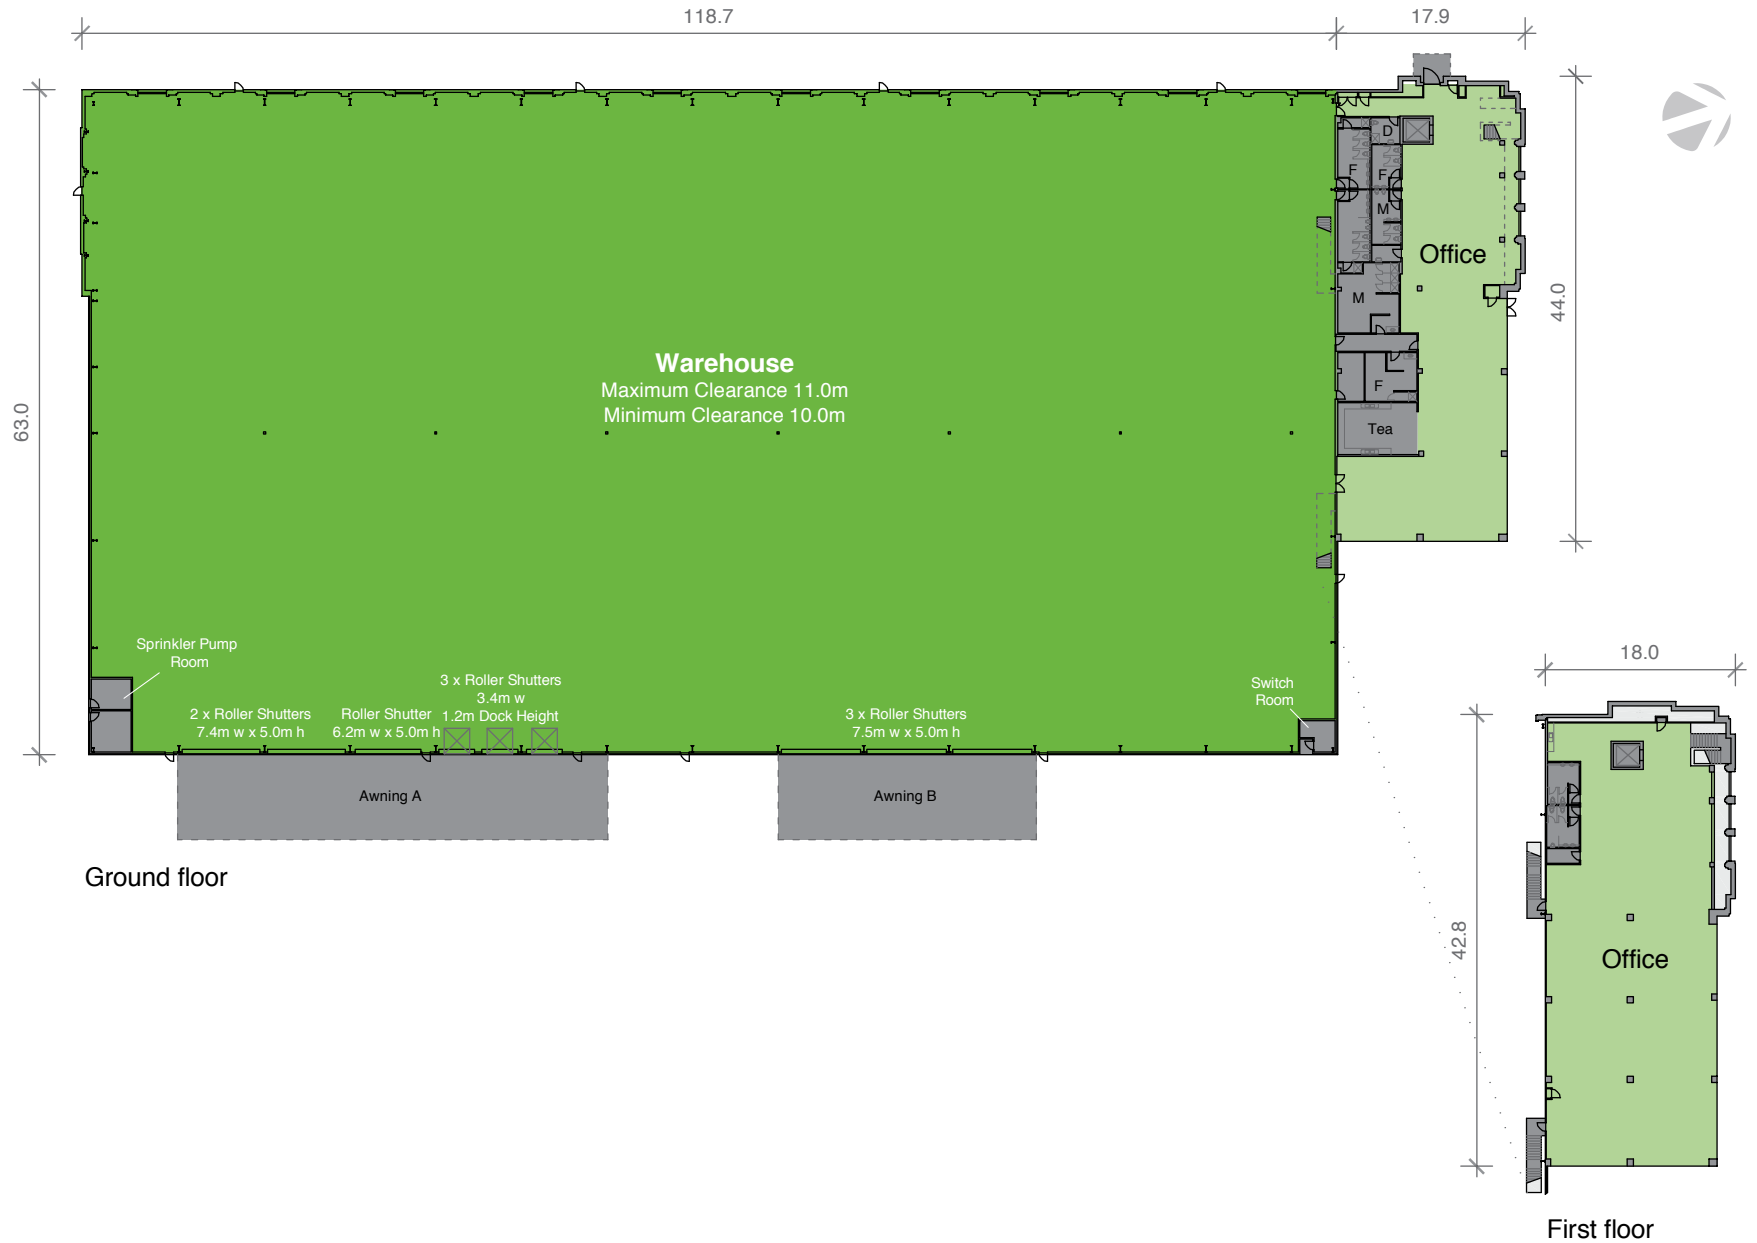 118.7
17.9
63.0
44.0
D
F
F
M
Office
M
F
Tea
Warehouse
Maximum Clearance 11.0m
Minimum Clearance 10.0m
Sprinkler Pump
Room
2 x Roller Shutters
7.4m w x 5.0m h
Roller Shutter
6.2m w x 5.0m h
3 x Roller Shutters
3.4m w
1.2m Dock Height
3 x Roller Shutters
7.5m w x 5.0m h
Switch
Room
Awning A
Awning B
Ground floor
18.0
42.8
Office
First floor